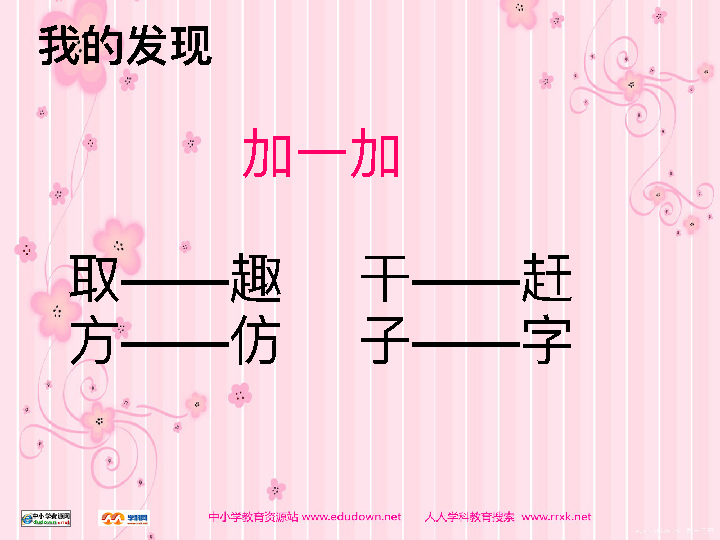 我的发现
加一加
取——趣 干——赶
方——仿 子——字
中小学教育资源站 www.edudown.net 人人学科教育搜索 www.rrxk.net